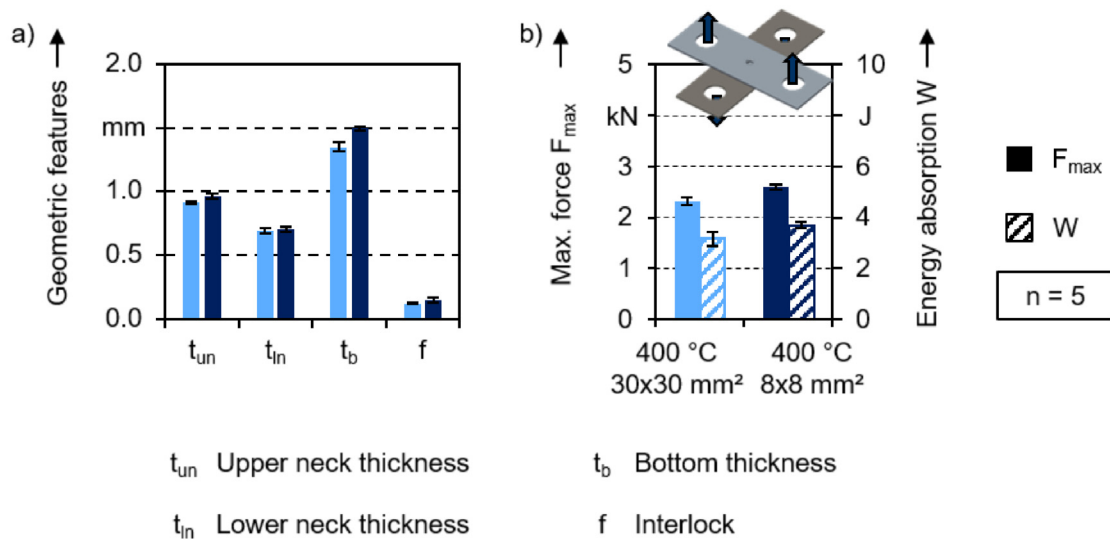 a)
Geometric features
2.0
mm
1.0
0.5
0.0
t_un
t_ln
t_b
f
b)
Max. force F_max
5
kN
3
2
1
0
10
J
6
4
2
0
Energy absorption W
400 °C
30x30 mm²
400 °C
8x8 mm²
F_max
W
n = 5
t_un Upper neck thickness
t_b Bottom thickness
t_ln Lower neck thickness
f Interlock